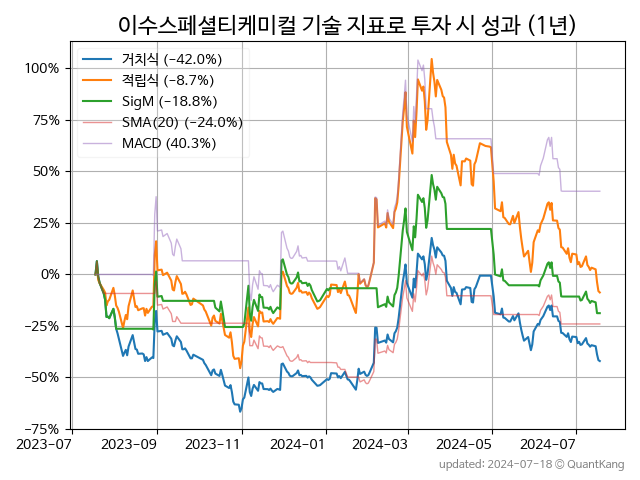 이수스페셜티케미컬 기술 지표로 투자 시 성과 (1년)
거치식 (-42.0%)
적립식 (-8.7%)
SigM (-18.8%)
SMA(20) (-24.0%)
MACD (40.3%)
100%
75%
50%
25%
0%
−25%
−50%
−75%
2023-07 2023-09 2023-11 2024-01 2024-03 2024-05 2024-07
updated: 2024-07-18 © QuantKang